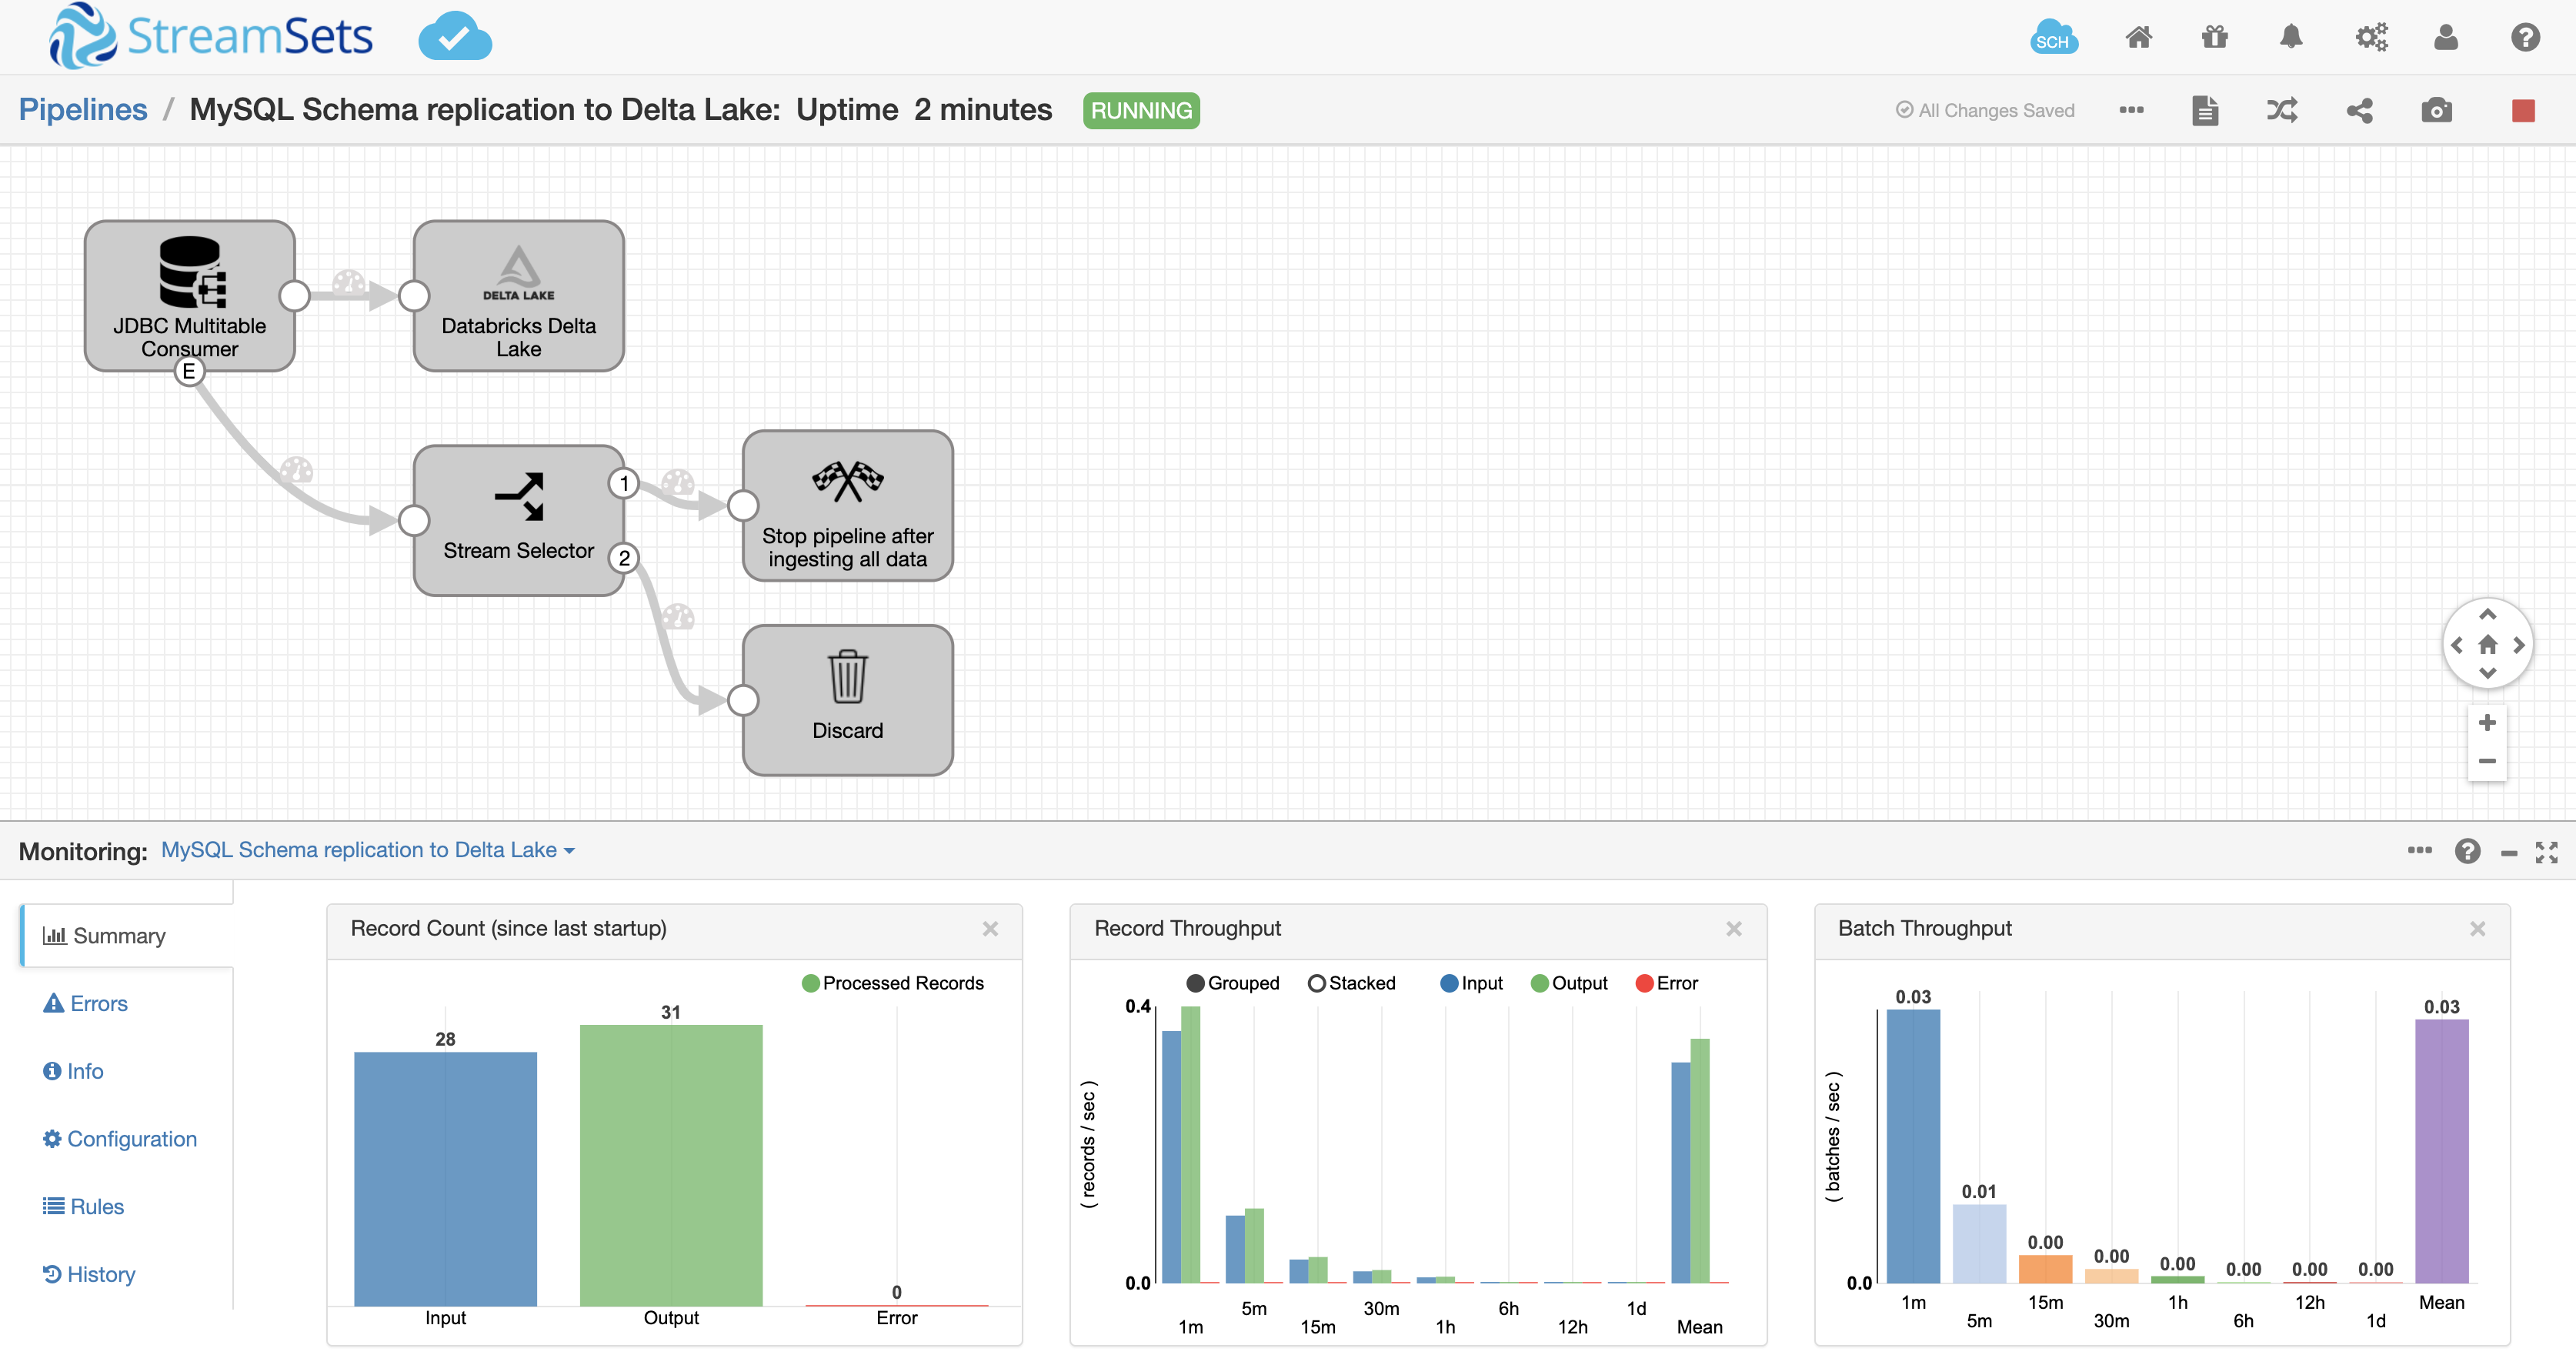 StreamSets
SCH
Pipelines / MySQL Schema replication to Delta Lake: Uptime 2 minutes RUNNING
All Changes Saved
JDBC Multitable
Consumer
E
DELTA LAKE
Databricks Delta
Lake
Stream Selector
1
2
Stop pipeline after
ingesting all data
Discard
Monitoring: MySQL Schema replication to Delta Lake
Summary
Errors
Info
Configuration
Rules
History
Record Count (since last startup)
Processed Records
28
31
0
Input
Output
Error
Record Throughput
Grouped
Stacked
Input
Output
Error
( records / sec )
0.4
0.0
1m
5m
15m
30m
1h
6h
12h
1d
Mean
Batch Throughput
( batches / sec )
0.0
0.03
0.01
0.00
0.00
0.00
0.00
0.00
0.00
0.03
1m
5m
15m
30m
1h
6h
12h
1d
Mean